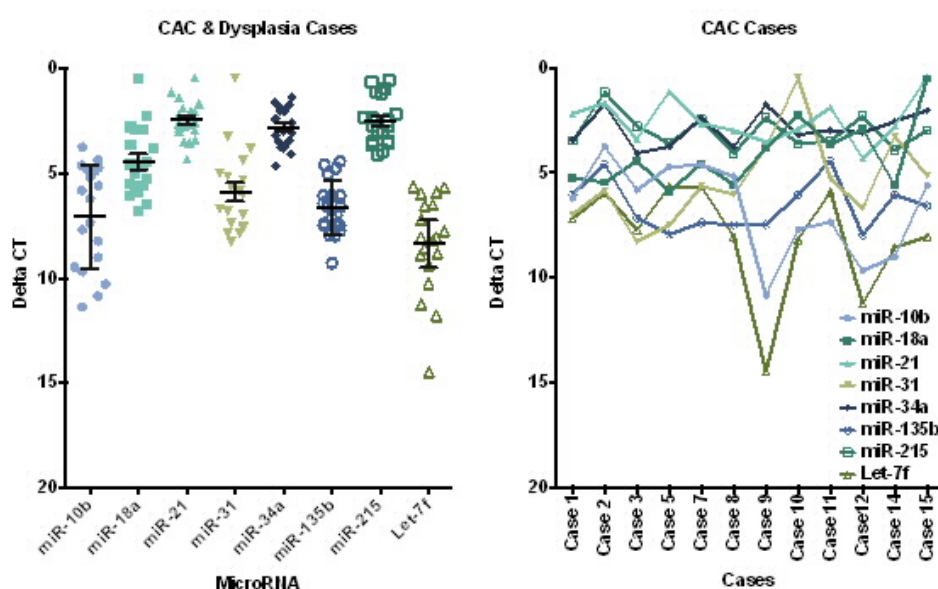 CAC & Dysplasia Cases
0
5
10
15
20
Delta CT
miR-10b
miR-18a
miR-21
miR-31
miR-34a
miR-135b
miR-215
Let-7f
MicroRNA
CAC Cases
0
5
10
15
20
Delta CT
miR-10b
miR-18a
miR-21
miR-31
miR-34a
miR-135b
miR-215
Let-7f
Case 1
Case 2
Case 3
Case 5
Case 7
Case 8
Case 9
Case 10
Case 11
Case12
Case 14
Case 15
Cases